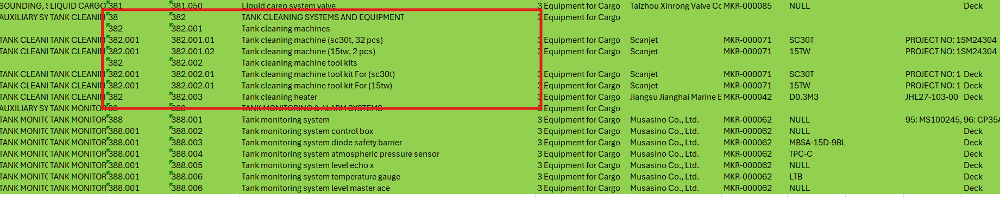 SOUNDING, S LIQUID CARGO 381 381.050 Liquid cargo system valve 3 Equipment for Cargo Taizhou Xinrong Valve Co MKR-000085 NULL Deck
AUXILIARY SY TANK CLEANIN 38 382 TANK CLEANING SYSTEMS AND EQUIPMENT 3 Equipment for Cargo
382 382.001 Tank cleaning machines
TANK CLEANI TANK CLEANIN 382.001 382.001.01 Tank cleaning machine (sc30t, 32 pcs) 3 Equipment for Cargo Scanjet MKR-000071 SC30T PROJECT NO: 1SM24304
TANK CLEANI TANK CLEANIN 382.001 382.001.02 Tank cleaning machine (15tw, 2 pcs) 3 Equipment for Cargo Scanjet MKR-000071 15TW PROJECT NO: 1SM24304
382 382.002 Tank cleaning machine tool kits
TANK CLEANI TANK CLEANIN 382.001 382.002.01 Tank cleaning machine tool kit For (sc30t) 3 Equipment for Cargo Scanjet MKR-000071 SC30T PROJECT NO: 1 Deck
TANK CLEANI TANK CLEANIN 382.001 382.002.01 Tank cleaning machine tool kit For (15tw) 3 Equipment for Cargo Scanjet MKR-000071 15TW PROJECT NO: 1 Deck
TANK CLEANI TANK CLEANIN 382 382.003 Tank cleaning heater 3 Equipment for Cargo Jiangsu Jianghai Marine E MKR-000042 D0.3M3 JHL27-103-00 Deck
AUXILIARY SY TANK MONITOR 38 388 TANK MONITORING & ALARM SYSTEMS 3 Equipment for Cargo
TANK MONITO TANK MONITOR 388 388.001 Tank monitoring system 3 Equipment for Cargo Musasino Co., Ltd. MKR-000062 NULL 95: MS100245, 96: CP35A
TANK MONITO TANK MONITOR 388.001 388.002 Tank monitoring system control box 3 Equipment for Cargo Musasino Co., Ltd. MKR-000062 NULL Deck
TANK MONITO TANK MONITOR 388.001 388.003 Tank monitoring system diode safety barrier 3 Equipment for Cargo Musasino Co., Ltd. MKR-000062 MBSA-15D-9BL Deck
TANK MONITO TANK MONITOR 388.001 388.004 Tank monitoring system atmospheric pressure sensor 3 Equipment for Cargo Musasino Co., Ltd. MKR-000062 TPC-C Deck
TANK MONITO TANK MONITOR 388.001 388.005 Tank monitoring system level echo x 3 Equipment for Cargo Musasino Co., Ltd. MKR-000062 NULL Deck
TANK MONITO TANK MONITOR 388.001 388.006 Tank monitoring system temperature gauge 3 Equipment for Cargo Musasino Co., Ltd. MKR-000062 LTB Deck
TANK MONITO TANK MONITOR 388.001 388.006 Tank monitoring system level master ace 3 Equipment for Cargo Musasino Co., Ltd. MKR-000062 NULL Deck